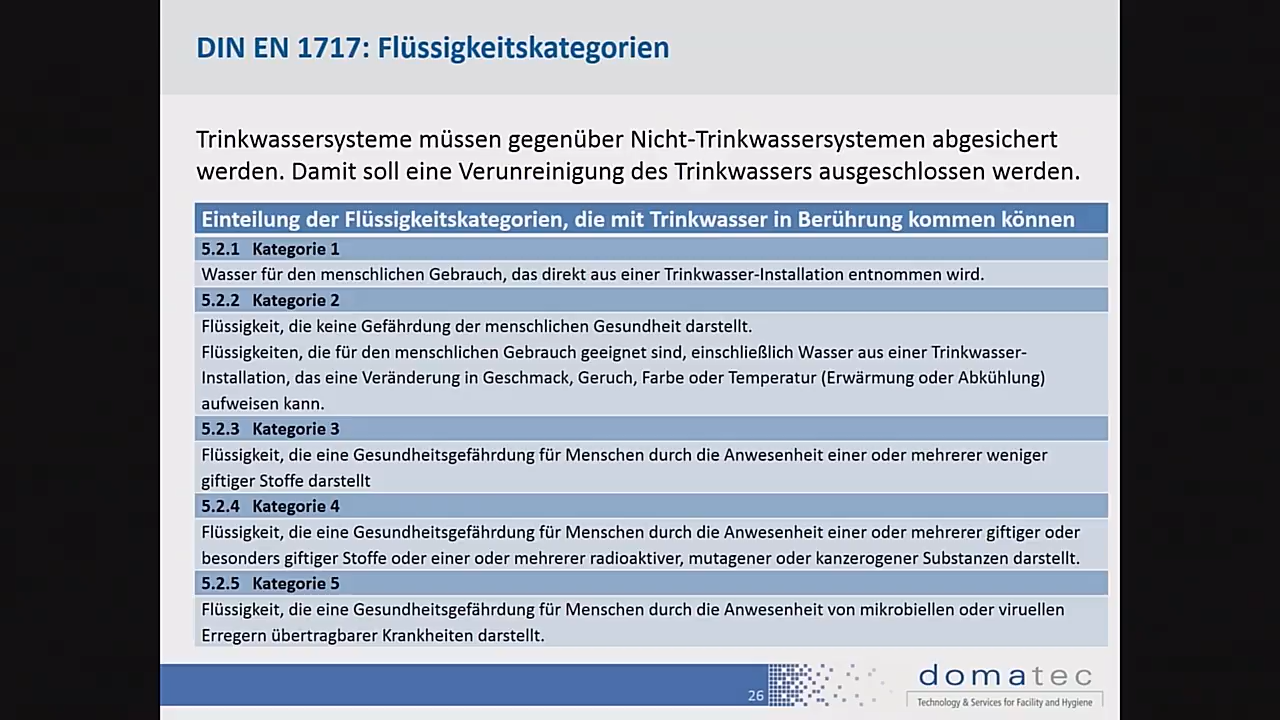 DIN EN 1717: Flüssigkeitskategorien
Trinkwassersysteme müssen gegenüber Nicht-Trinkwassersystemen abgesichert
werden. Damit soll eine Verunreinigung des Trinkwassers ausgeschlossen werden.
Einteilung der Flüssigkeitskategorien, die mit Trinkwasser in Berührung kommen können
5.2.1 Kategorie 1
Wasser für den menschlichen Gebrauch, das direkt aus einer Trinkwasser-Installation entnommen wird.
5.2.2 Kategorie 2
Flüssigkeit, die keine Gefährdung der menschlichen Gesundheit darstellt.
Flüssigkeiten, die für den menschlichen Gebrauch geeignet sind, einschließlich Wasser aus einer Trinkwasser-
Installation, das eine Veränderung in Geschmack, Geruch, Farbe oder Temperatur (Erwärmung oder Abkühlung)
aufweisen kann.
5.2.3 Kategorie 3
Flüssigkeit, die eine Gesundheitsgefährdung für Menschen durch die Anwesenheit einer oder mehrerer weniger
giftiger Stoffe darstellt
5.2.4 Kategorie 4
Flüssigkeit, die eine Gesundheitsgefährdung für Menschen durch die Anwesenheit einer oder mehrerer giftiger oder
besonders giftiger Stoffe oder einer oder mehrerer radioaktiver, mutagener oder kanzerogener Substanzen darstellt.
5.2.5 Kategorie 5
Flüssigkeit, die eine Gesundheitsgefährdung für Menschen durch die Anwesenheit von mikrobiellen oder viruellen
Erregern übertragbarer Krankheiten darstellt.
26
domatec
Technology & Services for Facility and Hygiene